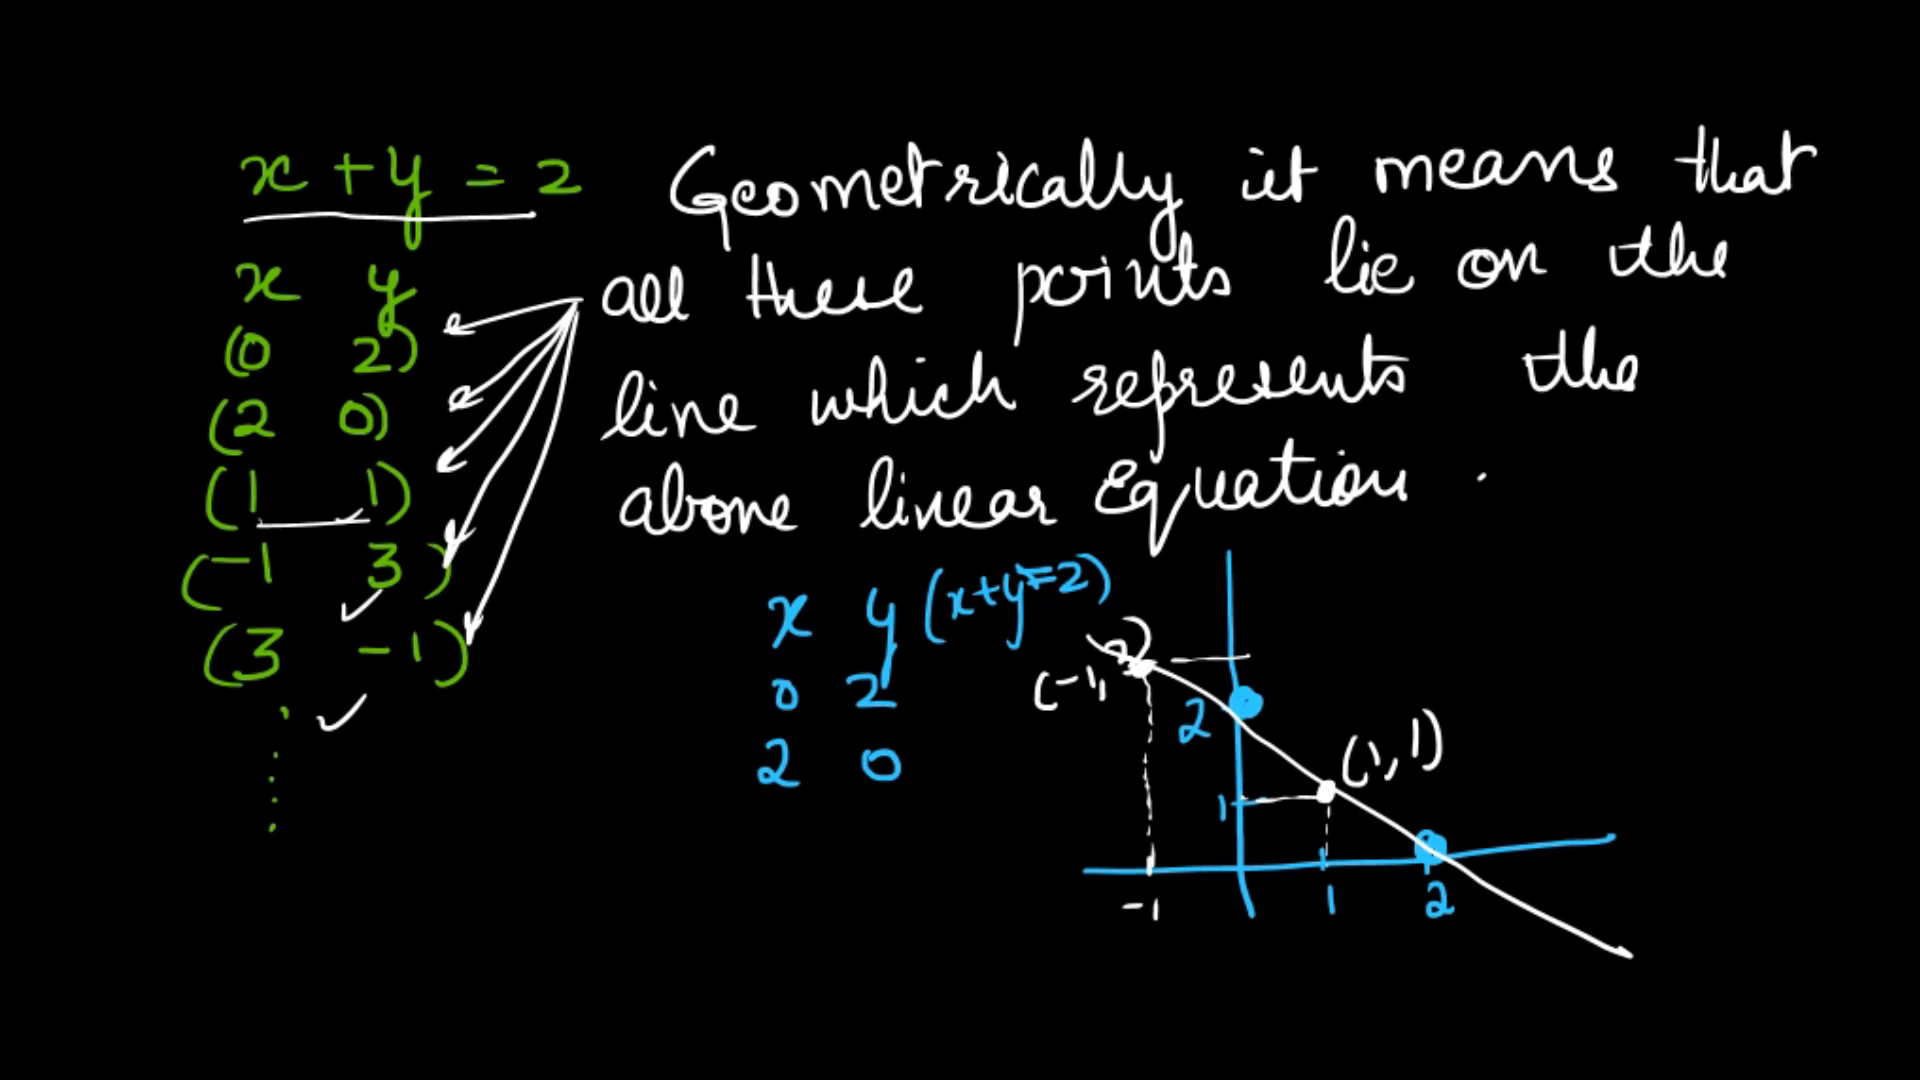 x + y = 2
x y
(0 2)
(2 0)
(1 1)
(-1 3)
(3 -1)
Geometrically it means that
all these points lie on the
line which represents the
above linear Equation.
x y (x+y=2)
0 2
2 0
(-1,
2
(1, 1)
1
-1 1 2